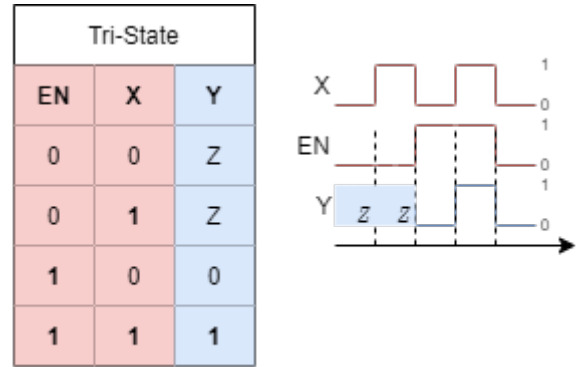 Tri-State
EN X Y
0 0 Z
0 1 Z
1 0 0
1 1 1
X 1
0
EN 1
0
Y Z Z 1
0